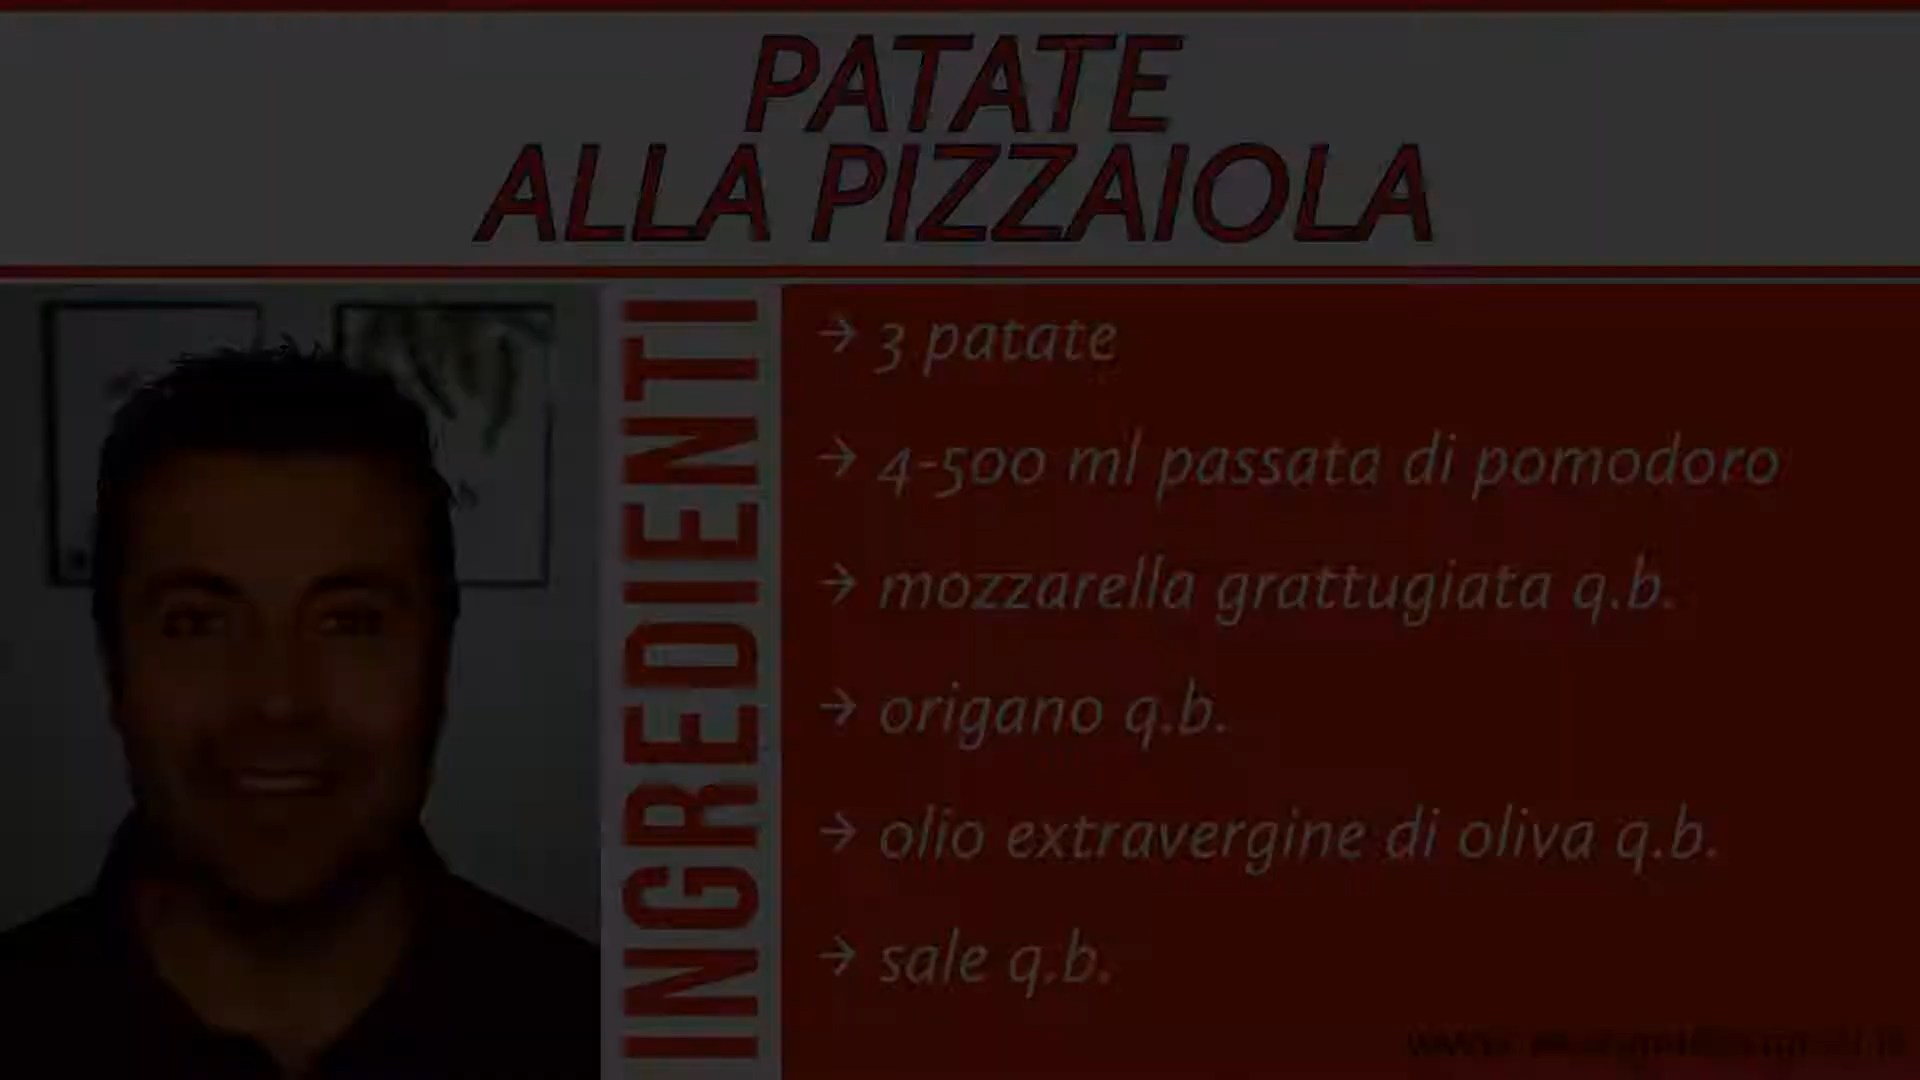 PATATE
ALLA PIZZAIOLA
INGREDIENTI
→ 3 patate
→ 4-500 ml passata di pomodoro
→ mozzarella grattugiata q.b.
→ origano q.b.
→ olio extravergine di oliva q.b.
→ sale q.b.